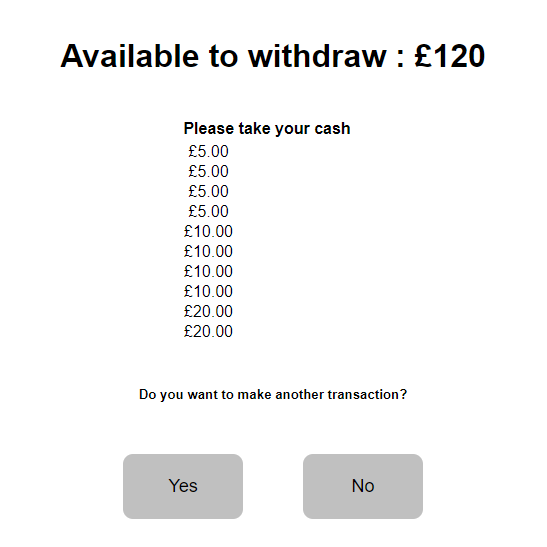 Available to withdraw : £120
Please take your cash
£5.00
£5.00
£5.00
£5.00
£10.00
£10.00
£10.00
£10.00
£20.00
£20.00
Do you want to make another transaction?
Yes
No